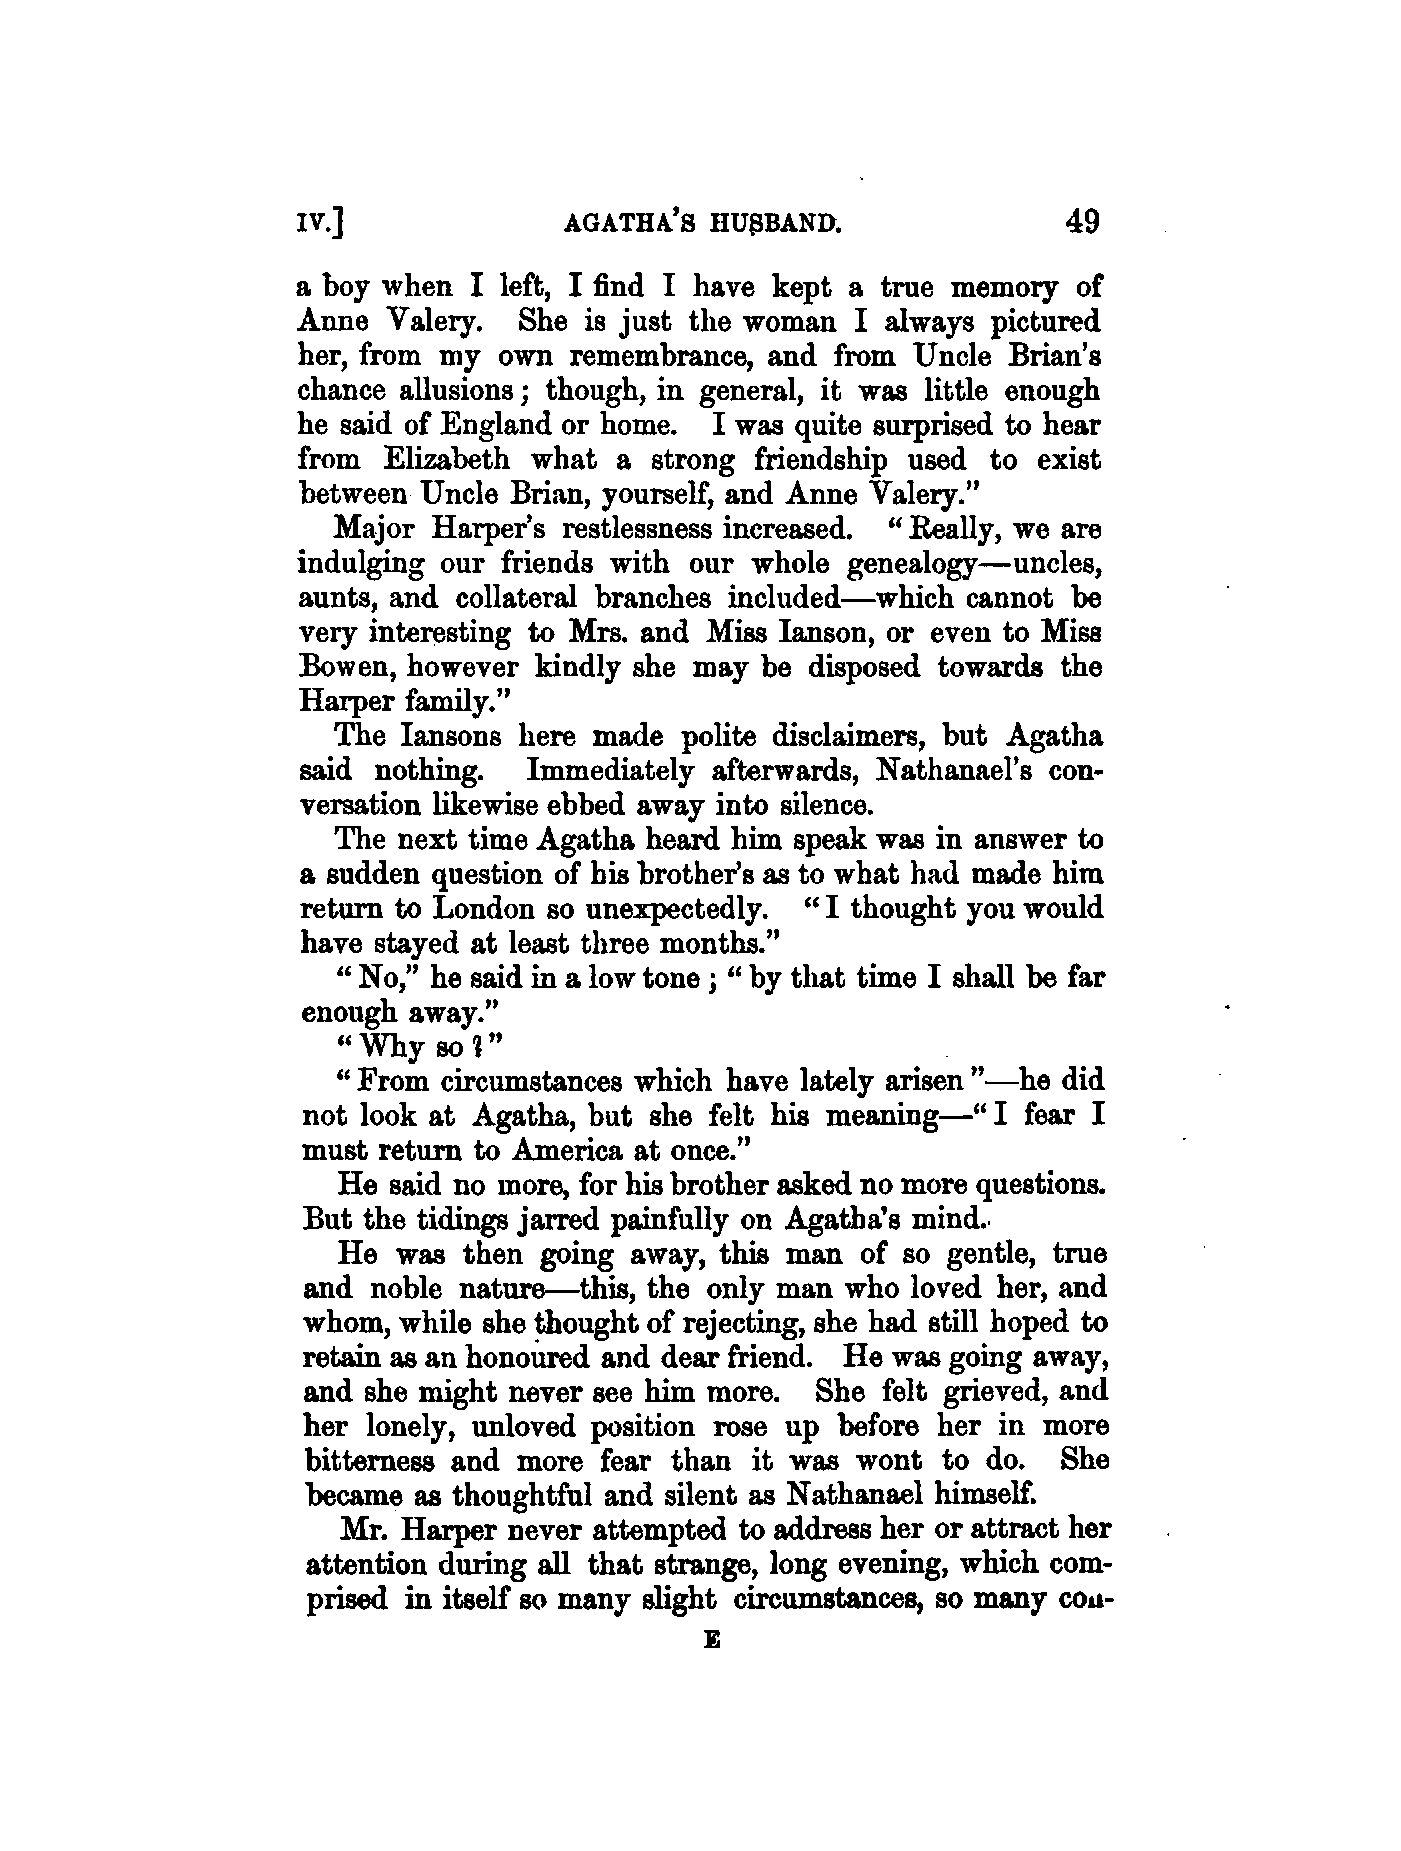 IV.] AGATHA'S HUSBAND. 49
a boy when I left, I find I have kept a true memory of
Anne Valery. She is just the woman I always pictured
her, from my own remembrance, and from Uncle Brian's
chance allusions; though, in general, it was little enough
he said of England or home. I was quite surprised to hear
from Elizabeth what a strong friendship used to exist
between Uncle Brian, yourself, and Anne Valery."
Major Harper's restlessness increased. "Really, we are
indulging our friends with our whole genealogy—uncles,
aunts, and collateral branches included—which cannot be
very interesting to Mrs. and Miss Ianson, or even to Miss
Bowen, however kindly she may be disposed towards the
Harper family."
The Iansons here made polite disclaimers, but Agatha
said nothing. Immediately afterwards, Nathanael's con-
versation likewise ebbed away into silence.
The next time Agatha heard him speak was in answer to
a sudden question of his brother's as to what had made him
return to London so unexpectedly. "I thought you would
have stayed at least three months."
"No," he said in a low tone; "by that time I shall be far
enough away."
"Why so?"
"From circumstances which have lately arisen"—he did
not look at Agatha, but she felt his meaning—"I fear I
must return to America at once."
He said no more, for his brother asked no more questions.
But the tidings jarred painfully on Agatha's mind.
He was then going away, this man of so gentle, true
and noble nature—this, the only man who loved her, and
whom, while she thought of rejecting, she had still hoped to
retain as an honoured and dear friend. He was going away,
and she might never see him more. She felt grieved, and
her lonely, unloved position rose up before her in more
bitterness and more fear than it was wont to do. She
became as thoughtful and silent as Nathanael himself.
Mr. Harper never attempted to address her or attract her
attention during all that strange, long evening, which com-
prised in itself so many slight circumstances, so many con-
E